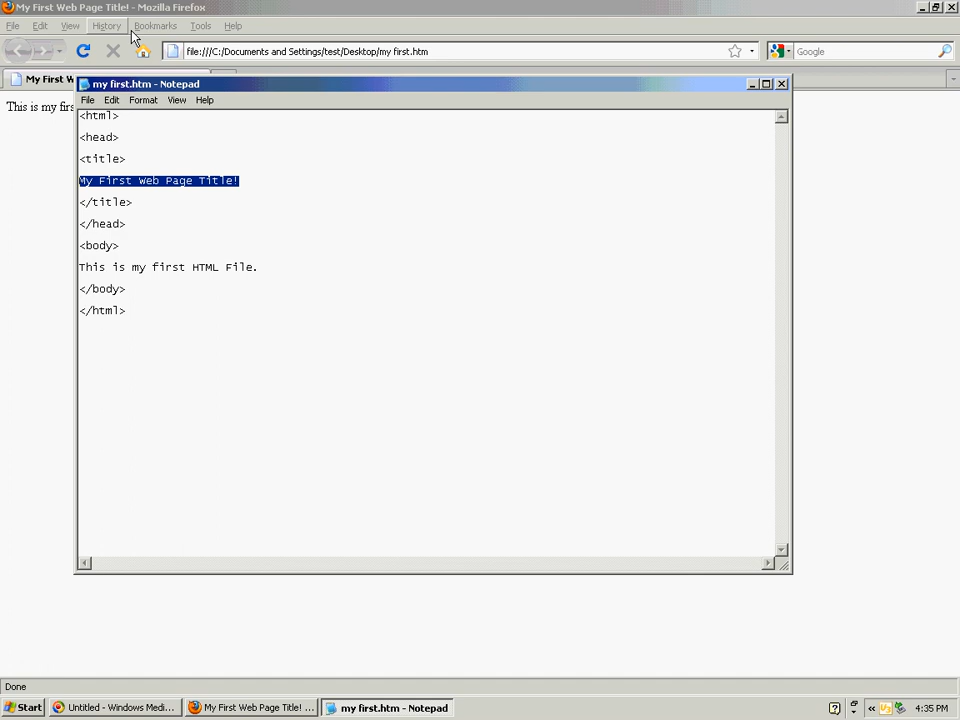 My First Web Page Title! - Mozilla Firefox
File Edit View History Bookmarks Tools Help
file:///C:/Documents and Settings/test/Desktop/my first.htm
Google
My First W
This is my firs
my first.htm - Notepad
File Edit Format View Help
<html>
<head>
<title>
My First Web Page Title!
</title>
</head>
<body>
This is my first HTML File.
</body>
</html>
Done
Start
Untitled - Windows Medi...
My First Web Page Title! ...
my first.htm - Notepad
4:35 PM